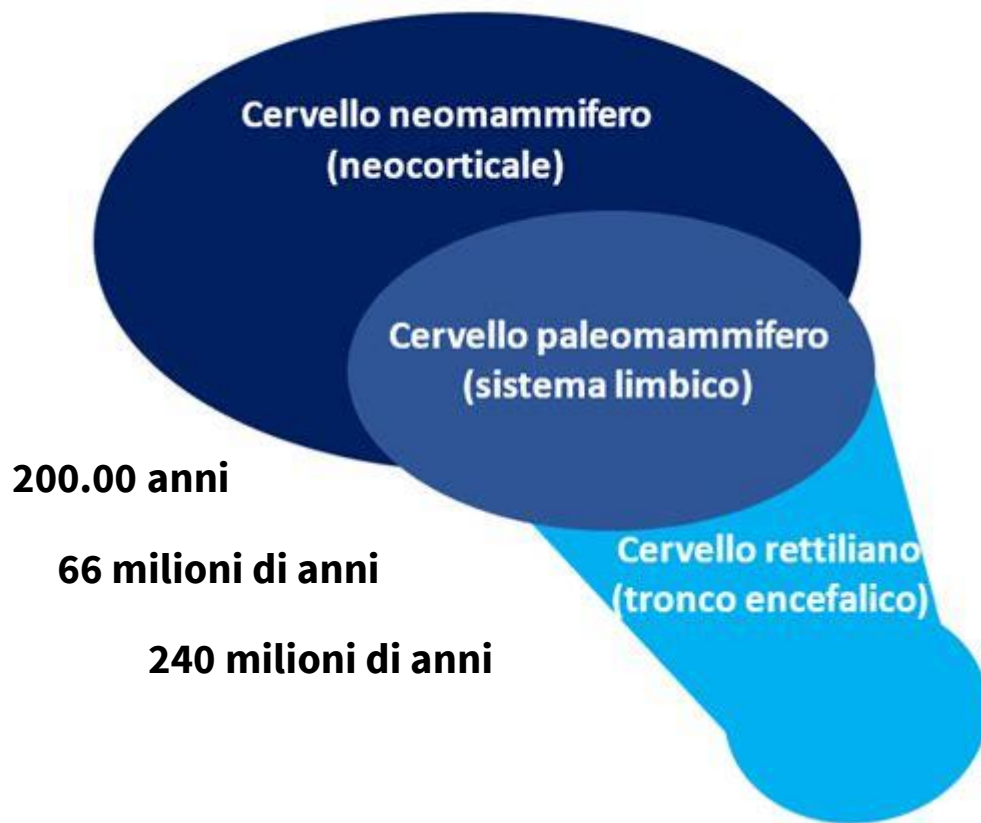 Cervello neomammifero
(neocorticale)
Cervello paleomammifero
(sistema limbico)
200.00 anni
66 milioni di anni
Cervello rettiliano
(tronco encefalico)
240 milioni di anni